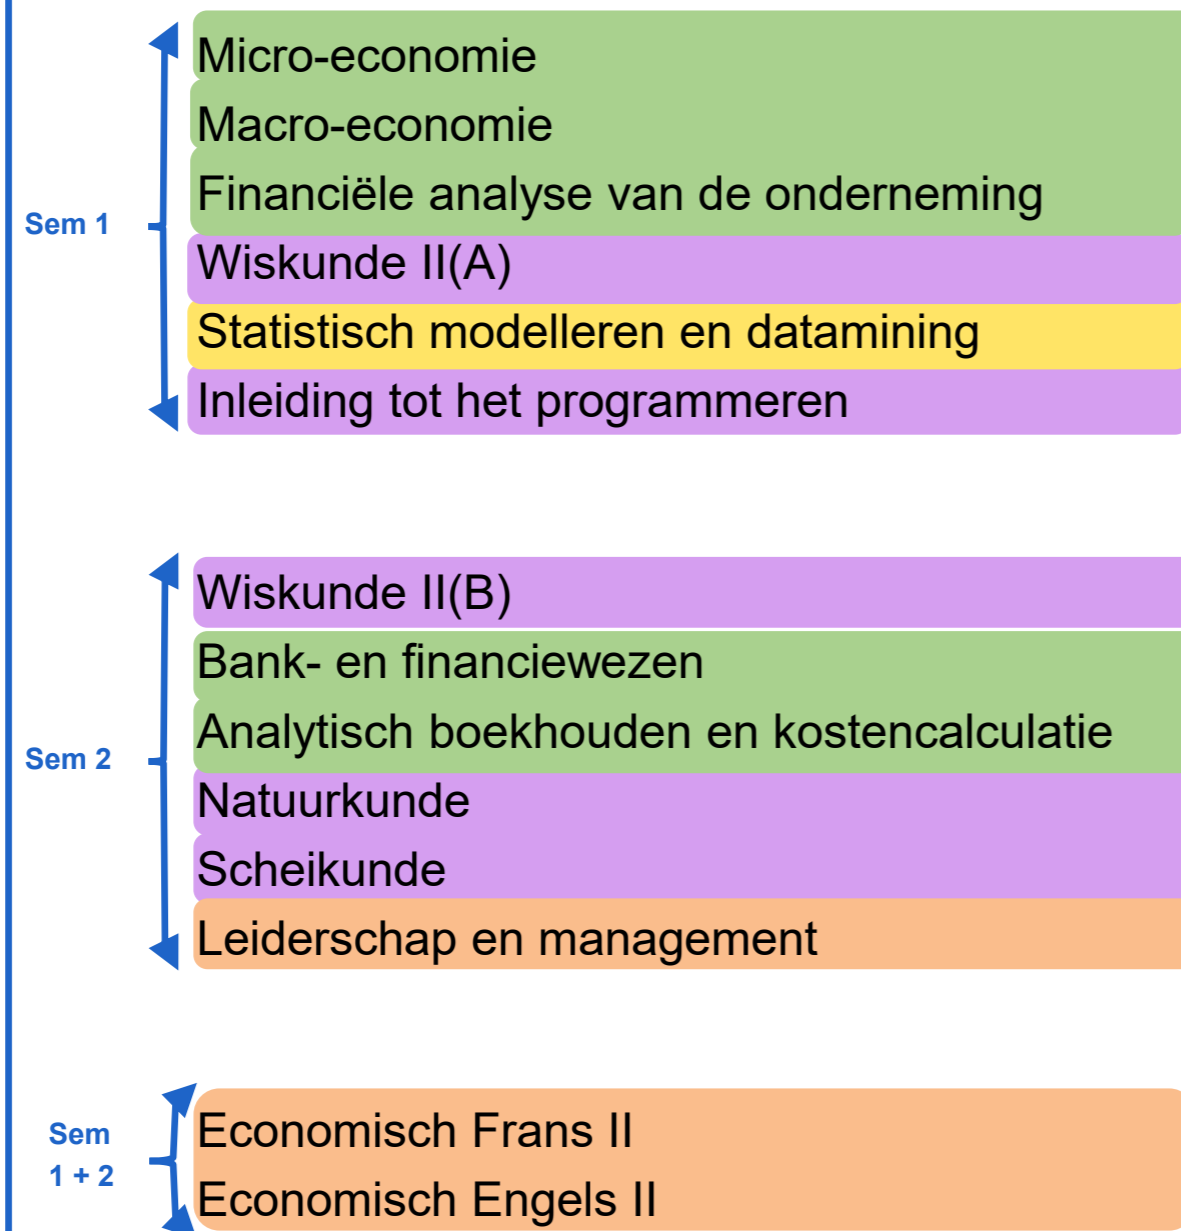 Sem 1
Micro-economie
Macro-economie
Financiële analyse van de onderneming
Wiskunde II(A)
Statistisch modelleren en datamining
Inleiding tot het programmeren
Sem 2
Wiskunde II(B)
Bank- en financiewezen
Analytisch boekhouden en kostencalculatie
Natuurkunde
Scheikunde
Leiderschap en management
Sem
1 + 2
Economisch Frans II
Economisch Engels II